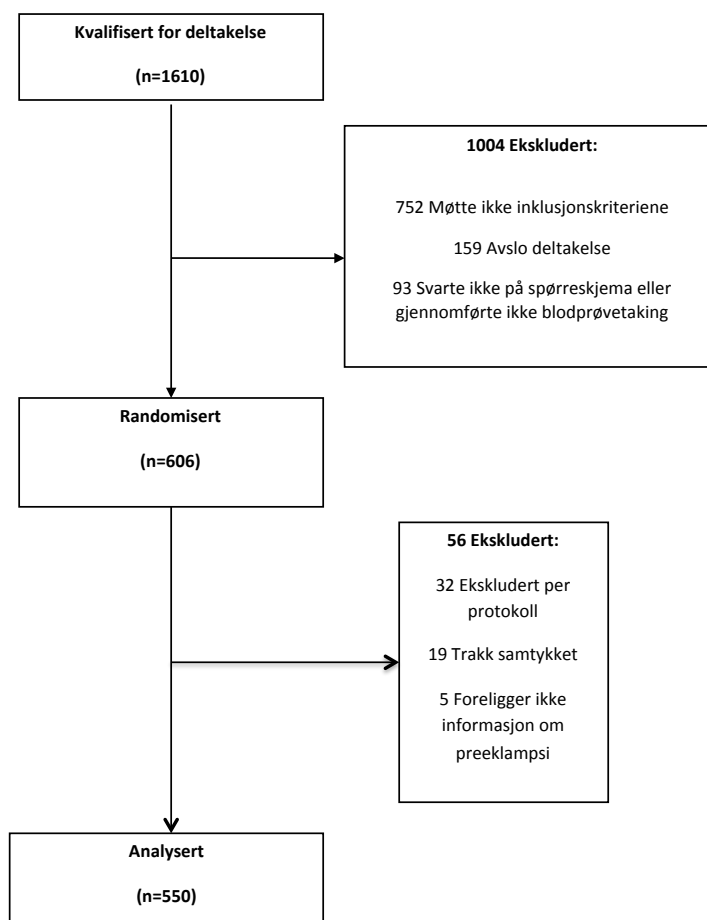 Kvalifisert for deltakelse
(n=1610)
1004 Ekskludert:
752 Møtte ikke inklusjonskriteriene
159 Avslo deltakelse
93 Svarte ikke på spørreskjema eller
gjennomførte ikke blodprøvetaking
Randomisert
(n=606)
56 Ekskludert:
32 Ekskludert per
protokoll
19 Trakk samtykket
5 Foreligger ikke
informasjon om
preeklampsi
Analysert
(n=550)